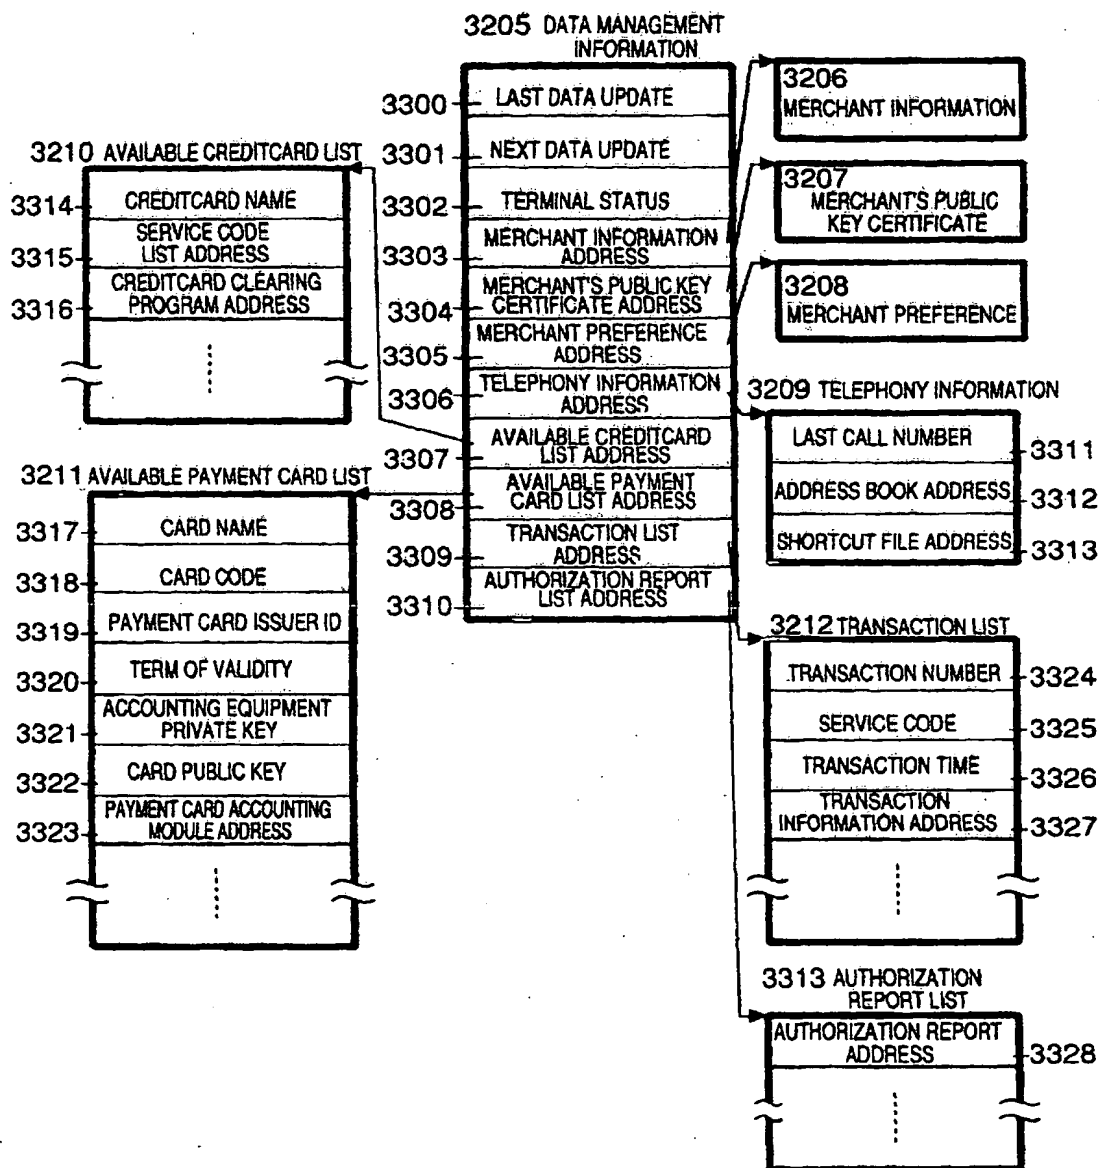 3205 DATA MANAGEMENT
INFORMATION
3300 LAST DATA UPDATE
3301 NEXT DATA UPDATE
3302 TERMINAL STATUS
3303 MERCHANT INFORMATION
ADDRESS
3304 MERCHANT'S PUBLIC KEY
CERTIFICATE ADDRESS
3305 MERCHANT PREFERENCE
ADDRESS
3306 TELEPHONY INFORMATION
ADDRESS
3307 AVAILABLE CREDITCARD
LIST ADDRESS
3308 AVAILABLE PAYMENT
CARD LIST ADDRESS
3309 TRANSACTION LIST
ADDRESS
3310 AUTHORIZATION REPORT
LIST ADDRESS
3210 AVAILABLE CREDITCARD LIST
3314 CREDITCARD NAME
3315 SERVICE CODE
LIST ADDRESS
3316 CREDITCARD CLEARING
PROGRAM ADDRESS
3211 AVAILABLE PAYMENT CARD LIST
3317 CARD NAME
3318 CARD CODE
3319 PAYMENT CARD ISSUER ID
3320 TERM OF VALIDITY
3321 ACCOUNTING EQUIPMENT
PRIVATE KEY
3322 CARD PUBLIC KEY
3323 PAYMENT CARD ACCOUNTING
MODULE ADDRESS
3206
MERCHANT INFORMATION
3207
MERCHANT'S PUBLIC
KEY CERTIFICATE
3208
MERCHANT PREFERENCE
3209 TELEPHONY INFORMATION
LAST CALL NUMBER 3311
ADDRESS BOOK ADDRESS 3312
SHORTCUT FILE ADDRESS 3313
3212 TRANSACTION LIST
TRANSACTION NUMBER 3324
SERVICE CODE 3325
TRANSACTION TIME 3326
TRANSACTION
INFORMATION ADDRESS 3327
3313 AUTHORIZATION
REPORT LIST
AUTHORIZATION REPORT
ADDRESS 3328